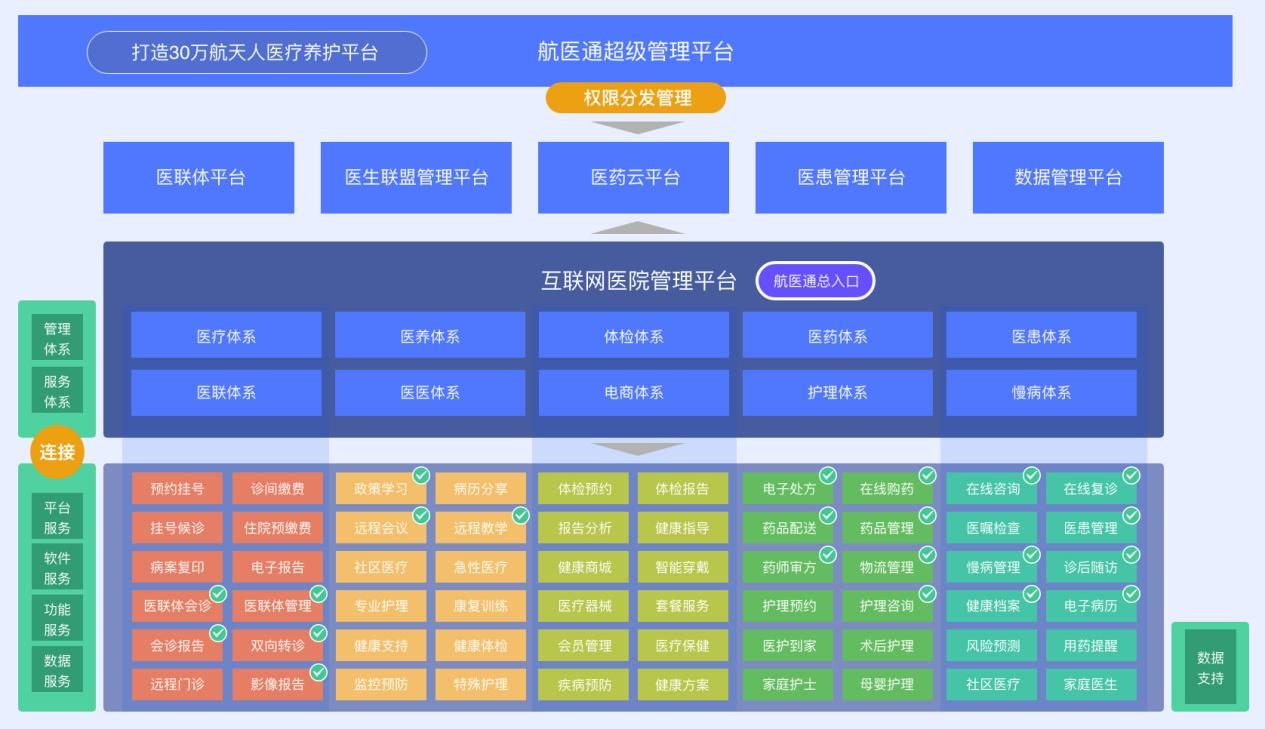 打造30万航天人医疗养护平台
航医通超级管理平台
权限分发管理
医联体平台
医生联盟管理平台
医药云平台
医患管理平台
数据管理平台
互联网医院管理平台
航医通总入口
管理
体系
服务
体系
医疗体系
医养体系
体检体系
医药体系
医患体系
医联体系
医医体系
电商体系
护理体系
慢病体系
连接
平台
服务
软件
服务
功能
服务
数据
服务
预约挂号
诊间缴费
政策学习
病历分享
体检预约
体检报告
电子处方
在线购药
在线咨询
在线复诊
挂号候诊
住院预缴费
远程会议
远程教学
报告分析
健康指导
药品配送
药品管理
医嘱检查
医患管理
病案复印
电子报告
社区医疗
急性医疗
健康商城
智能穿戴
药师审方
物流管理
慢病管理
诊后随访
医联体会诊
医联体管理
专业护理
康复训练
医疗器械
套餐服务
护理预约
护理咨询
健康档案
电子病历
会诊报告
双向转诊
健康支持
健康体检
会员管理
医疗保健
医护到家
术后护理
风险预测
用药提醒
远程门诊
影像报告
监控预防
特殊护理
疾病预防
健康方案
家庭护士
母婴护理
社区医疗
家庭医生
数据
支持